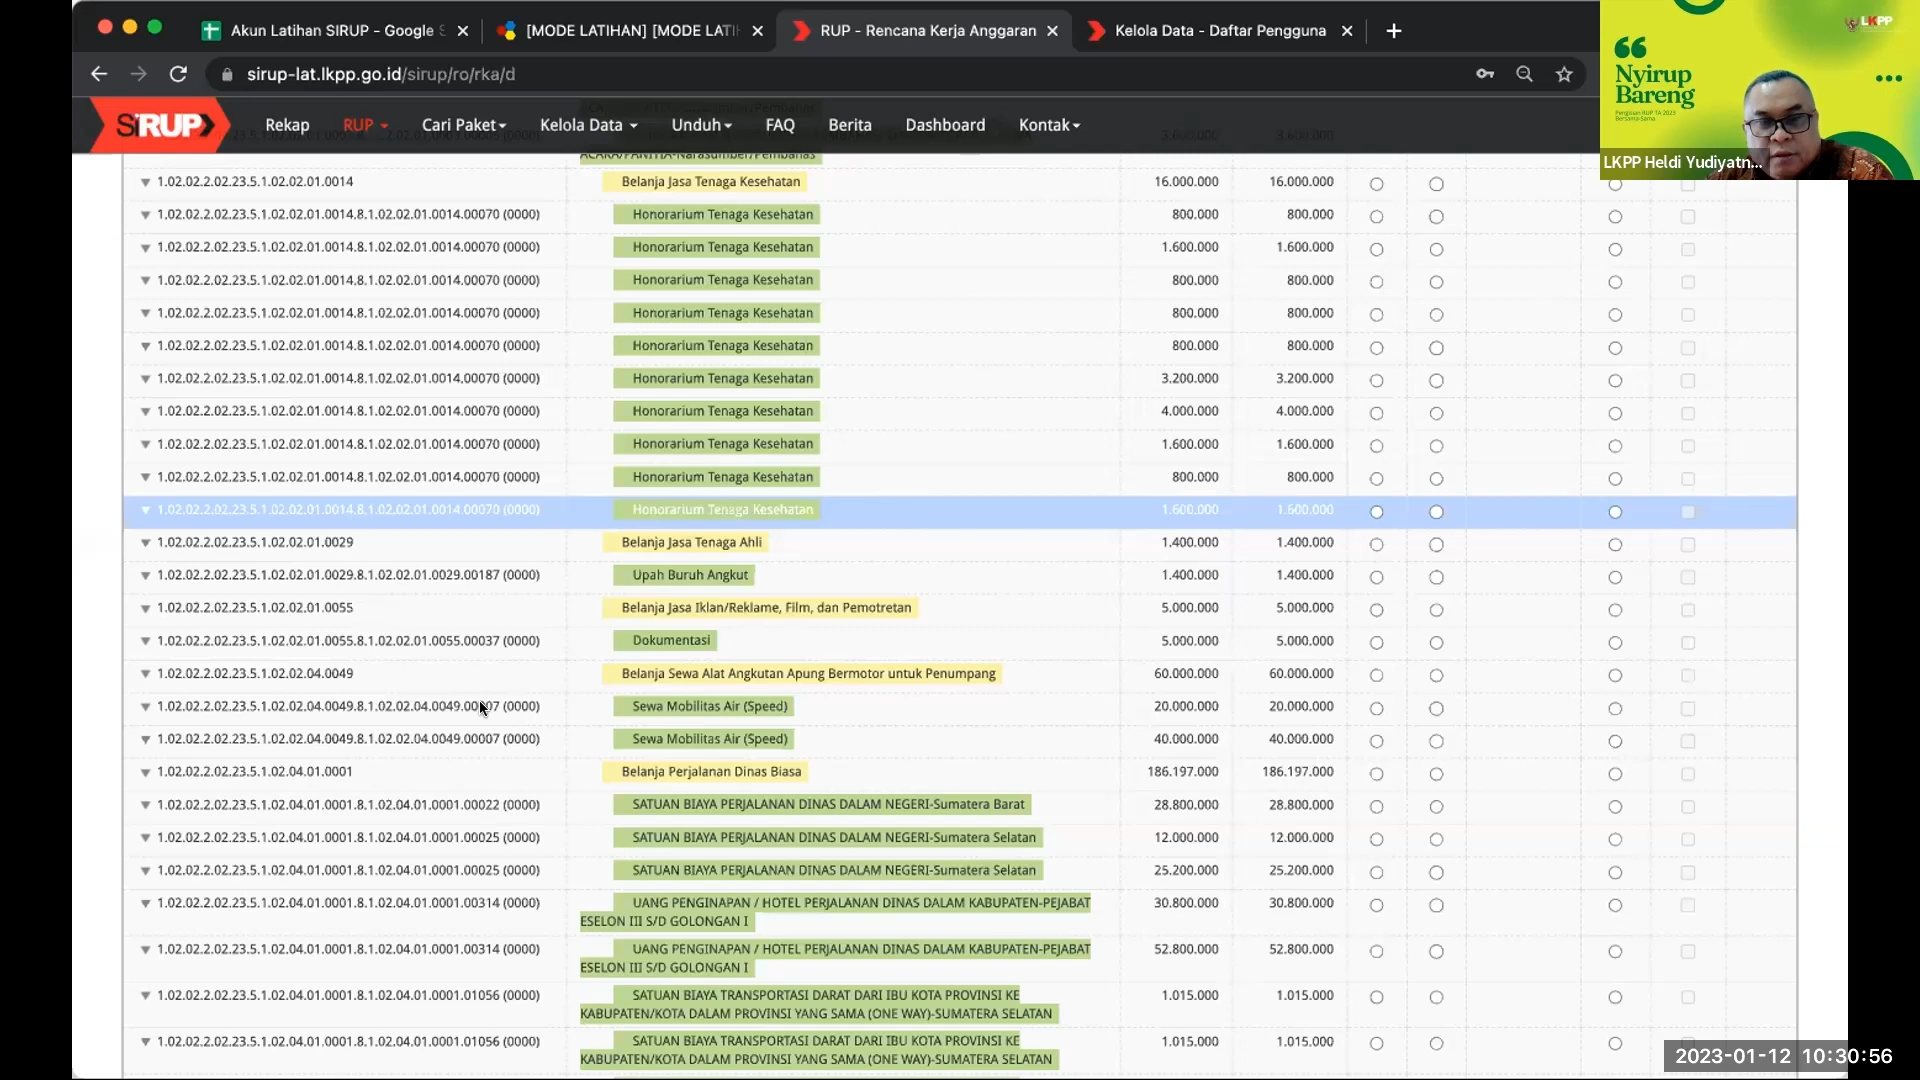 Akun Latihan SIRUP - Google S
[MODE LATIHAN] [MODE LATI
RUP - Rencana Kerja Anggaran
Kelola Data - Daftar Pengguna
sirup-lat.lkpp.go.id/sirup/ro/rka/d
SiRUP
Rekap RUP Cari Paket Kelola Data Unduh FAQ Berita Dashboard Kontak
LKPP
Nyirup
Bareng
Pengisian RUP TA 2023
Bersama-Sama
LKPP Heldi Yudiyatn...
ACARA/PANITIA-Narasumber/Pembahas 3.600.000 3.600.000
1.02.02.2.02.23.5.1.02.02.01.0014 Belanja Jasa Tenaga Kesehatan 16.000.000 16.000.000
1.02.02.2.02.23.5.1.02.02.01.0014.8.1.02.02.01.0014.00070 (0000) Honorarium Tenaga Kesehatan 800.000 800.000
1.02.02.2.02.23.5.1.02.02.01.0014.8.1.02.02.01.0014.00070 (0000) Honorarium Tenaga Kesehatan 1.600.000 1.600.000
1.02.02.2.02.23.5.1.02.02.01.0014.8.1.02.02.01.0014.00070 (0000) Honorarium Tenaga Kesehatan 800.000 800.000
1.02.02.2.02.23.5.1.02.02.01.0014.8.1.02.02.01.0014.00070 (0000) Honorarium Tenaga Kesehatan 800.000 800.000
1.02.02.2.02.23.5.1.02.02.01.0014.8.1.02.02.01.0014.00070 (0000) Honorarium Tenaga Kesehatan 800.000 800.000
1.02.02.2.02.23.5.1.02.02.01.0014.8.1.02.02.01.0014.00070 (0000) Honorarium Tenaga Kesehatan 3.200.000 3.200.000
1.02.02.2.02.23.5.1.02.02.01.0014.8.1.02.02.01.0014.00070 (0000) Honorarium Tenaga Kesehatan 4.000.000 4.000.000
1.02.02.2.02.23.5.1.02.02.01.0014.8.1.02.02.01.0014.00070 (0000) Honorarium Tenaga Kesehatan 1.600.000 1.600.000
1.02.02.2.02.23.5.1.02.02.01.0014.8.1.02.02.01.0014.00070 (0000) Honorarium Tenaga Kesehatan 800.000 800.000
1.02.02.2.02.23.5.1.02.02.01.0014.8.1.02.02.01.0014.00070 (0000) Honorarium Tenaga Kesehatan 1.600.000 1.600.000
1.02.02.2.02.23.5.1.02.02.01.0029 Belanja Jasa Tenaga Ahli 1.400.000 1.400.000
1.02.02.2.02.23.5.1.02.02.01.0029.8.1.02.02.01.0029.00187 (0000) Upah Buruh Angkut 1.400.000 1.400.000
1.02.02.2.02.23.5.1.02.02.01.0055 Belanja Jasa Iklan/Reklame, Film, dan Pemotretan 5.000.000 5.000.000
1.02.02.2.02.23.5.1.02.02.01.0055.8.1.02.02.01.0055.00037 (0000) Dokumentasi 5.000.000 5.000.000
1.02.02.2.02.23.5.1.02.02.04.0049 Belanja Sewa Alat Angkutan Apung Bermotor untuk Penumpang 60.000.000 60.000.000
1.02.02.2.02.23.5.1.02.02.04.0049.8.1.02.02.04.0049.00007 (0000) Sewa Mobilitas Air (Speed) 20.000.000 20.000.000
1.02.02.2.02.23.5.1.02.02.04.0049.8.1.02.02.04.0049.00007 (0000) Sewa Mobilitas Air (Speed) 40.000.000 40.000.000
1.02.02.2.02.23.5.1.02.04.01.0001 Belanja Perjalanan Dinas Biasa 186.197.000 186.197.000
1.02.02.2.02.23.5.1.02.04.01.0001.8.1.02.04.01.0001.00022 (0000) SATUAN BIAYA PERJALANAN DINAS DALAM NEGERI-Sumatera Barat 28.800.000 28.800.000
1.02.02.2.02.23.5.1.02.04.01.0001.8.1.02.04.01.0001.00025 (0000) SATUAN BIAYA PERJALANAN DINAS DALAM NEGERI-Sumatera Selatan 12.000.000 12.000.000
1.02.02.2.02.23.5.1.02.04.01.0001.8.1.02.04.01.0001.00025 (0000) SATUAN BIAYA PERJALANAN DINAS DALAM NEGERI-Sumatera Selatan 25.200.000 25.200.000
1.02.02.2.02.23.5.1.02.04.01.0001.8.1.02.04.01.0001.00314 (0000) UANG PENGINAPAN / HOTEL PERJALANAN DINAS DALAM KABUPATEN-PEJABAT 30.800.000 30.800.000
ESELON III S/D GOLONGAN I
1.02.02.2.02.23.5.1.02.04.01.0001.8.1.02.04.01.0001.00314 (0000) UANG PENGINAPAN / HOTEL PERJALANAN DINAS DALAM KABUPATEN-PEJABAT 52.800.000 52.800.000
ESELON III S/D GOLONGAN I
1.02.02.2.02.23.5.1.02.04.01.0001.8.1.02.04.01.0001.01056 (0000) SATUAN BIAYA TRANSPORTASI DARAT DARI IBU KOTA PROVINSI KE 1.015.000 1.015.000
KABUPATEN/KOTA DALAM PROVINSI YANG SAMA (ONE WAY)-SUMATERA SELATAN
1.02.02.2.02.23.5.1.02.04.01.0001.8.1.02.04.01.0001.01056 (0000) SATUAN BIAYA TRANSPORTASI DARAT DARI IBU KOTA PROVINSI KE 1.015.000 1.015.000
KABUPATEN/KOTA DALAM PROVINSI YANG SAMA (ONE WAY)-SUMATERA SELATAN
2023-01-12 10:30:56